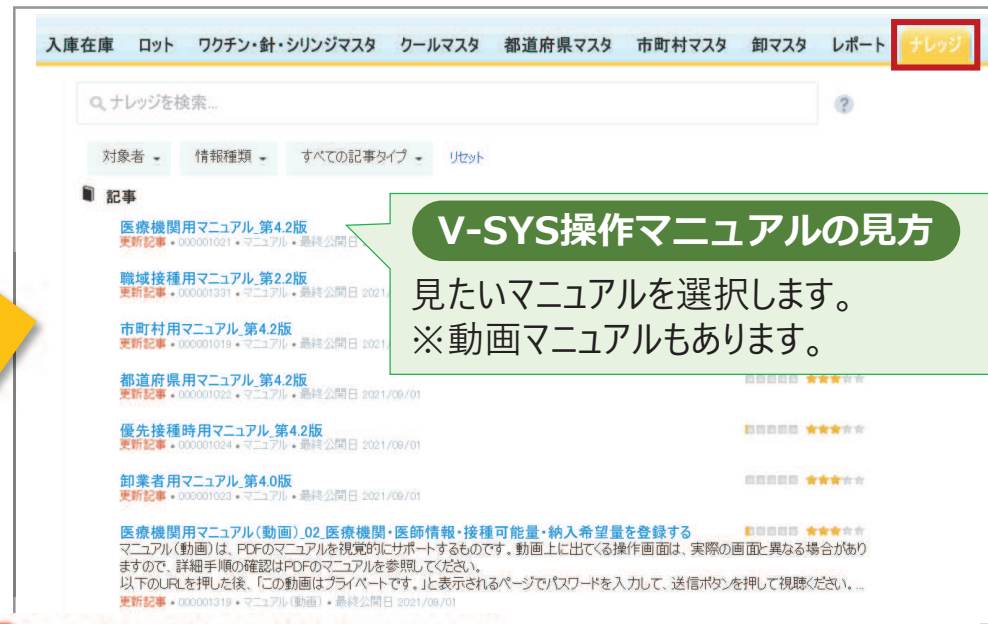 入庫在庫 ロット ワクチン・針・シリンジマスタ クールマスタ 都道府県マスタ 市町村マスタ 卸マスタ レポート ナレッジ
ナレッジを検索... ?
対象者 情報種類 すべての記事タイプ リセット
記事
医療機関用マニュアル_第4.2版
更新記事・000001021・マニュアル・最終公開日
職域接種用マニュアル_第2.2版
更新記事・000001331・マニュアル・最終公開日 2021/
市町村用マニュアル_第4.2版
更新記事・000001019・マニュアル・最終公開日 2021
V-SYS操作マニュアルの見方
見たいマニュアルを選択します。
※動画マニュアルもあります。
都道府県用マニュアル_第4.2版
更新記事・000001022・マニュアル・最終公開日 2021/09/01
優先接種時用マニュアル_第4.2版
更新記事・000001024・マニュアル・最終公開日 2021/09/01
卸業者用マニュアル_第4.0版
更新記事・000001023・マニュアル・最終公開日 2021/09/01
医療機関用マニュアル(動画)_02_医療機関・医師情報・接種可能量・納入希望量を登録する
マニュアル(動画)は、PDFのマニュアルを視覚的にサポートするものです。動画上に出てくる操作画面は、実際の画面と異なる場合があり
ますので、詳細手順の確認はPDFのマニュアルを参照してください。
以下のURLを押した後、「この動画はプライベートです。」と表示されるページでパスワードを入力して、送信ボタンを押して視聴ください。...
更新記事・000001319・マニュアル(動画)・最終公開日 2021/09/01